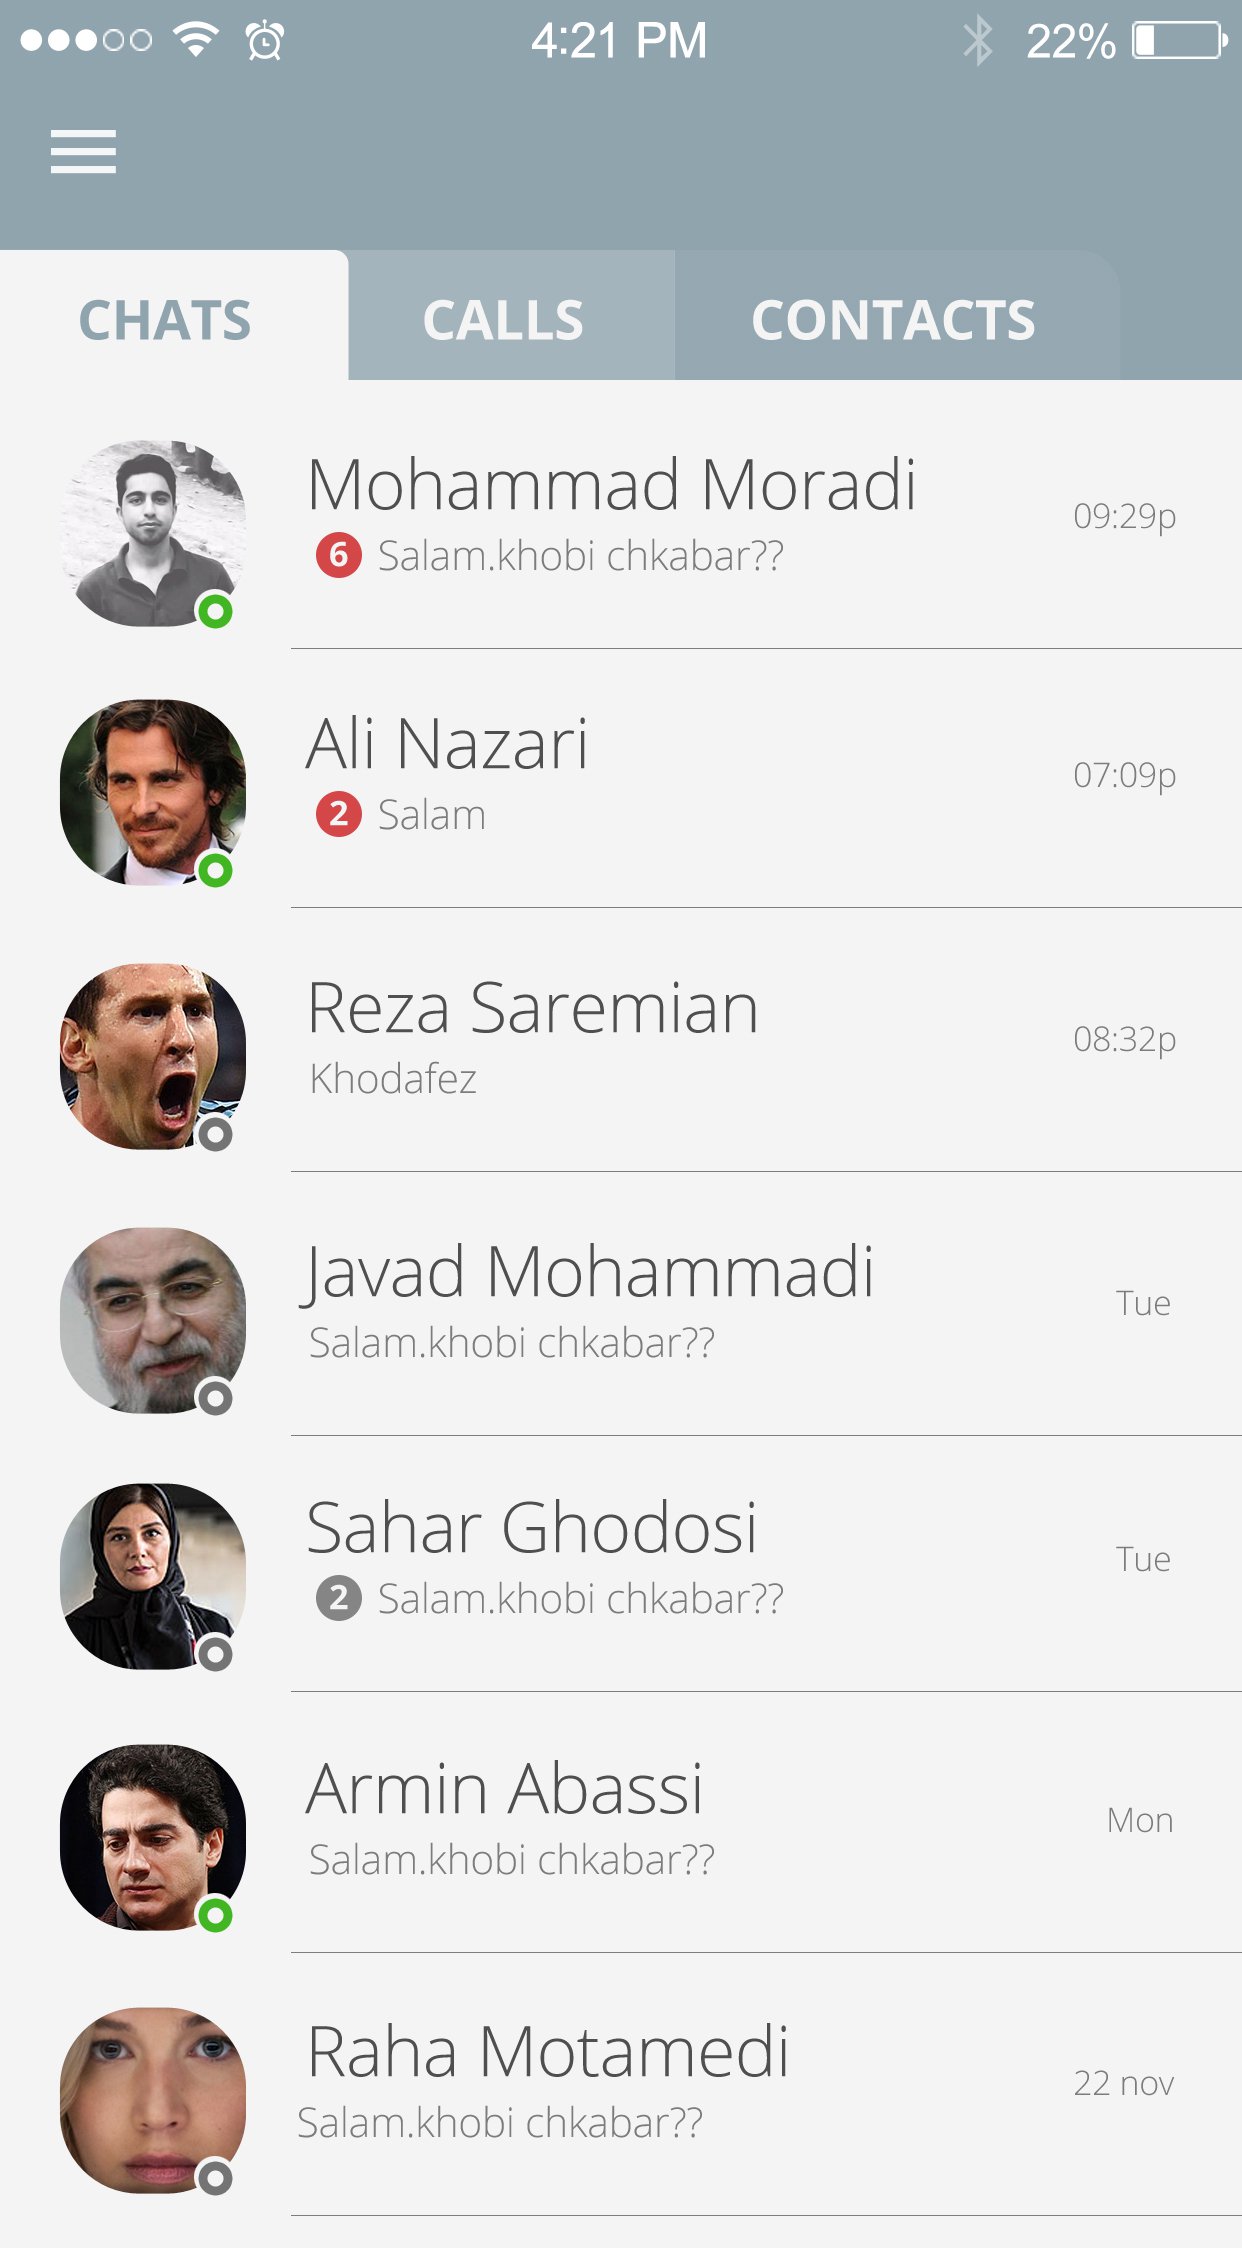 4:21 PM 22%
CHATS CALLS CONTACTS
Mohammad Moradi
09:29p
6 Salam.khobi chkabar??
Ali Nazari
07:09p
2 Salam
Reza Saremian
08:32p
Khodafez
Javad Mohammadi
Tue
Salam.khobi chkabar??
Sahar Ghodosi
Tue
2 Salam.khobi chkabar??
Armin Abassi
Mon
Salam.khobi chkabar??
Raha Motamedi
22 nov
Salam.khobi chkabar??